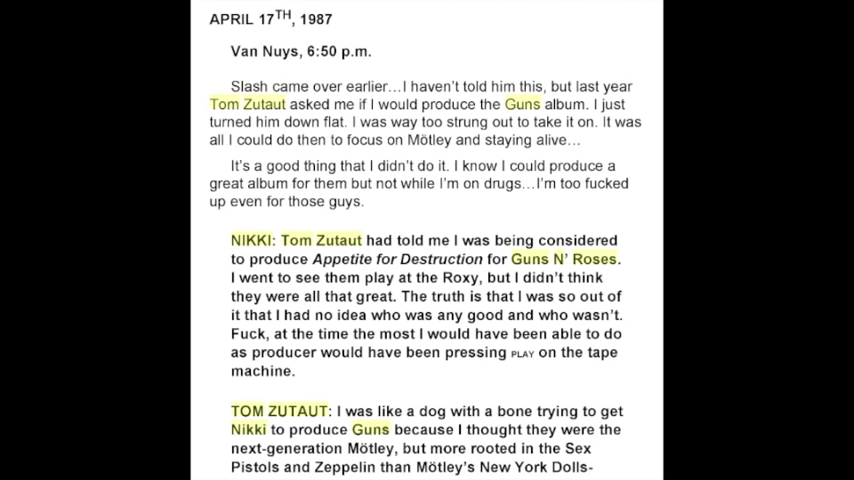 APRIL 17TH, 1987
Van Nuys, 6:50 p.m.
Slash came over earlier…I haven't told him this, but last year
Tom Zutaut asked me if I would produce the Guns album. I just
turned him down flat. I was way too strung out to take it on. It was
all I could do then to focus on Mötley and staying alive…
It's a good thing that I didn't do it. I know I could produce a
great album for them but not while I'm on drugs…I'm too fucked
up even for those guys.
NIKKI: Tom Zutaut had told me I was being considered
to produce Appetite for Destruction for Guns N' Roses.
I went to see them play at the Roxy, but I didn't think
they were all that great. The truth is that I was so out of
it that I had no idea who was any good and who wasn't.
Fuck, at the time the most I would have been able to do
as producer would have been pressing PLAY on the tape
machine.
TOM ZUTAUT: I was like a dog with a bone trying to get
Nikki to produce Guns because I thought they were the
next-generation Mötley, but more rooted in the Sex
Pistols and Zeppelin than Mötley's New York Dolls-